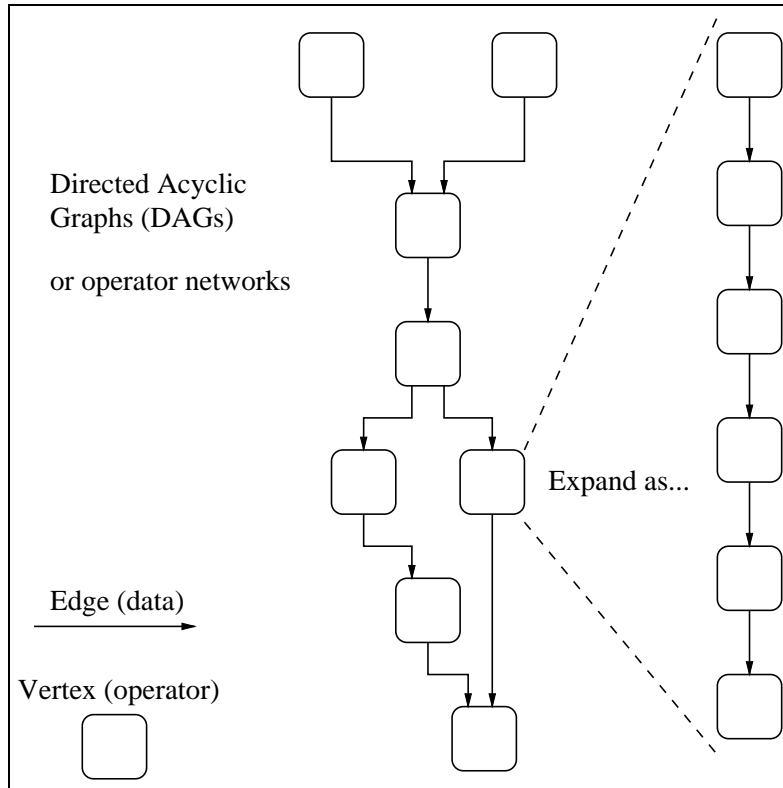 Directed Acyclic
Graphs (DAGs)
or operator networks
Expand as...
Edge (data)
Vertex (operator)